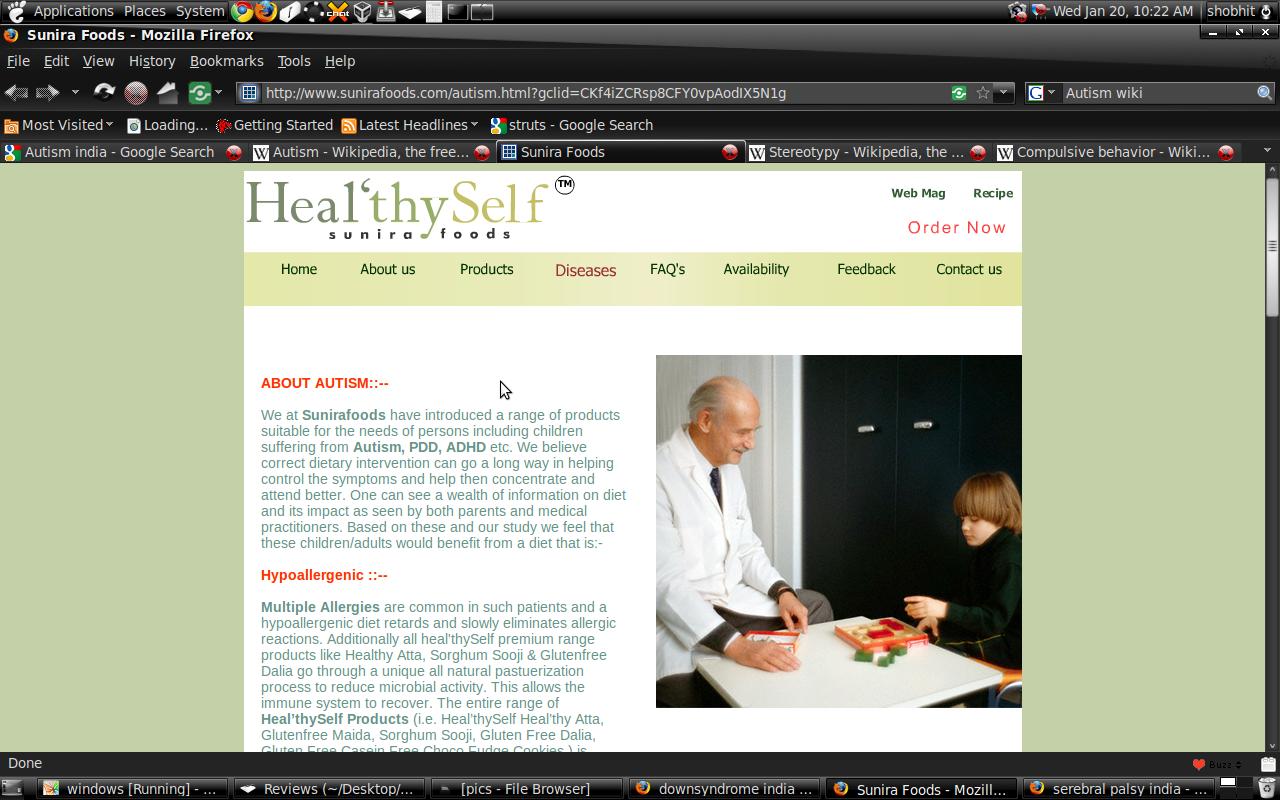 Applications Places System
Wed Jan 20, 10:22 AM shobhit
Sunira Foods - Mozilla Firefox
File Edit View History Bookmarks Tools Help
http://www.sunirafoods.com/autism.html?gclid=CKf4iZCRsp8CFY0vpAodIX5N1g
G Autism wiki
Most Visited Loading... Getting Started Latest Headlines struts - Google Search
Autism india - Google Search W Autism - Wikipedia, the free... Sunira Foods W Stereotypy - Wikipedia, the ... W Compulsive behavior - Wiki...
Heal'thySelf TM
sunira foods
Web Mag Recipe
Order Now
Home About us Products Diseases FAQ's Availability Feedback Contact us
ABOUT AUTISM::--
We at Sunirafoods have introduced a range of products
suitable for the needs of persons including children
suffering from Autism, PDD, ADHD etc. We believe
correct dietary intervention can go a long way in helping
control the symptoms and help then concentrate and
attend better. One can see a wealth of information on diet
and its impact as seen by both parents and medical
practitioners. Based on these and our study we feel that
these children/adults would benefit from a diet that is:-
Hypoallergenic ::--
Multiple Allergies are common in such patients and a
hypoallergenic diet retards and slowly eliminates allergic
reactions. Additionally all heal'thySelf premium range
products like Healthy Atta, Sorghum Sooji & Glutenfree
Dalia go through a unique all natural pastuerization
process to reduce microbial activity. This allows the
immune system to recover. The entire range of
Heal'thySelf Products (i.e. Heal'thySelf Heal'thy Atta,
Glutenfree Maida, Sorghum Sooji, Gluten Free Dalia,
Gluten Free Casein Free Choco Fudge Cookies ) is
Done
Buzz
windows [Running] - ... Reviews (~/Desktop/... [pics - File Browser] downsyndrome india ... Sunira Foods - Mozill... serebral palsy india - ...